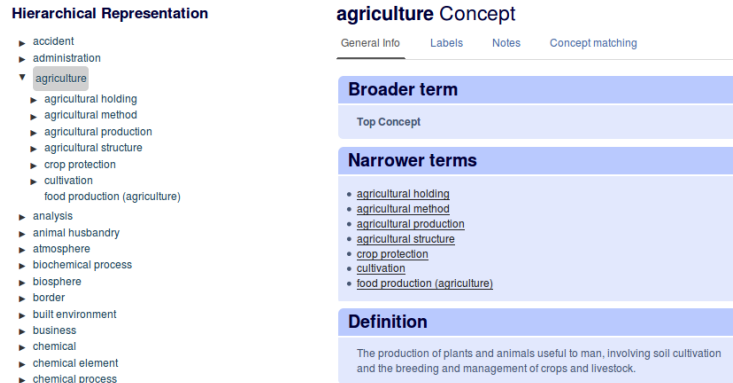 Hierarchical Representation
accident
administration
agriculture
agricultural holding
agricultural method
agricultural production
agricultural structure
crop protection
cultivation
food production (agriculture)
analysis
animal husbandry
atmosphere
biochemical process
biosphere
border
built environment
business
chemical
chemical element
chemical process
agriculture Concept
General Info Labels Notes Concept matching
Broader term
Top Concept
Narrower terms
agricultural holding
agricultural method
agricultural production
agricultural structure
crop protection
cultivation
food production (agriculture)
Definition
The production of plants and animals useful to man, involving soil cultivation
and the breeding and management of crops and livestock.